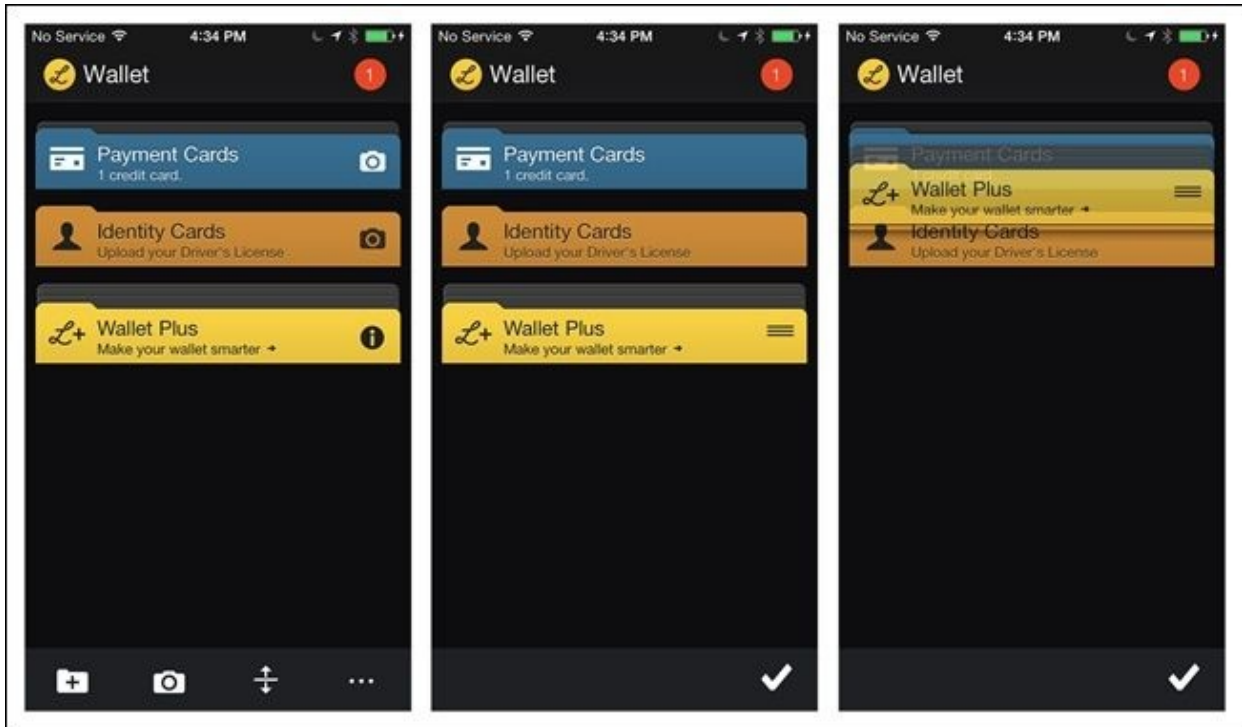 No Service 4:34 PM
Wallet 1
Payment Cards
1 credit card.
Identity Cards
Upload your Driver's License
L+ Wallet Plus
Make your wallet smarter →
No Service 4:34 PM
Wallet 1
Payment Cards
1 credit card.
Identity Cards
Upload your Driver's License
L+ Wallet Plus
Make your wallet smarter →
No Service 4:34 PM
Wallet 1
Payment Cards
1 credit card.
L+ Wallet Plus
Make your wallet smarter →
Identity Cards
Upload your Driver's License